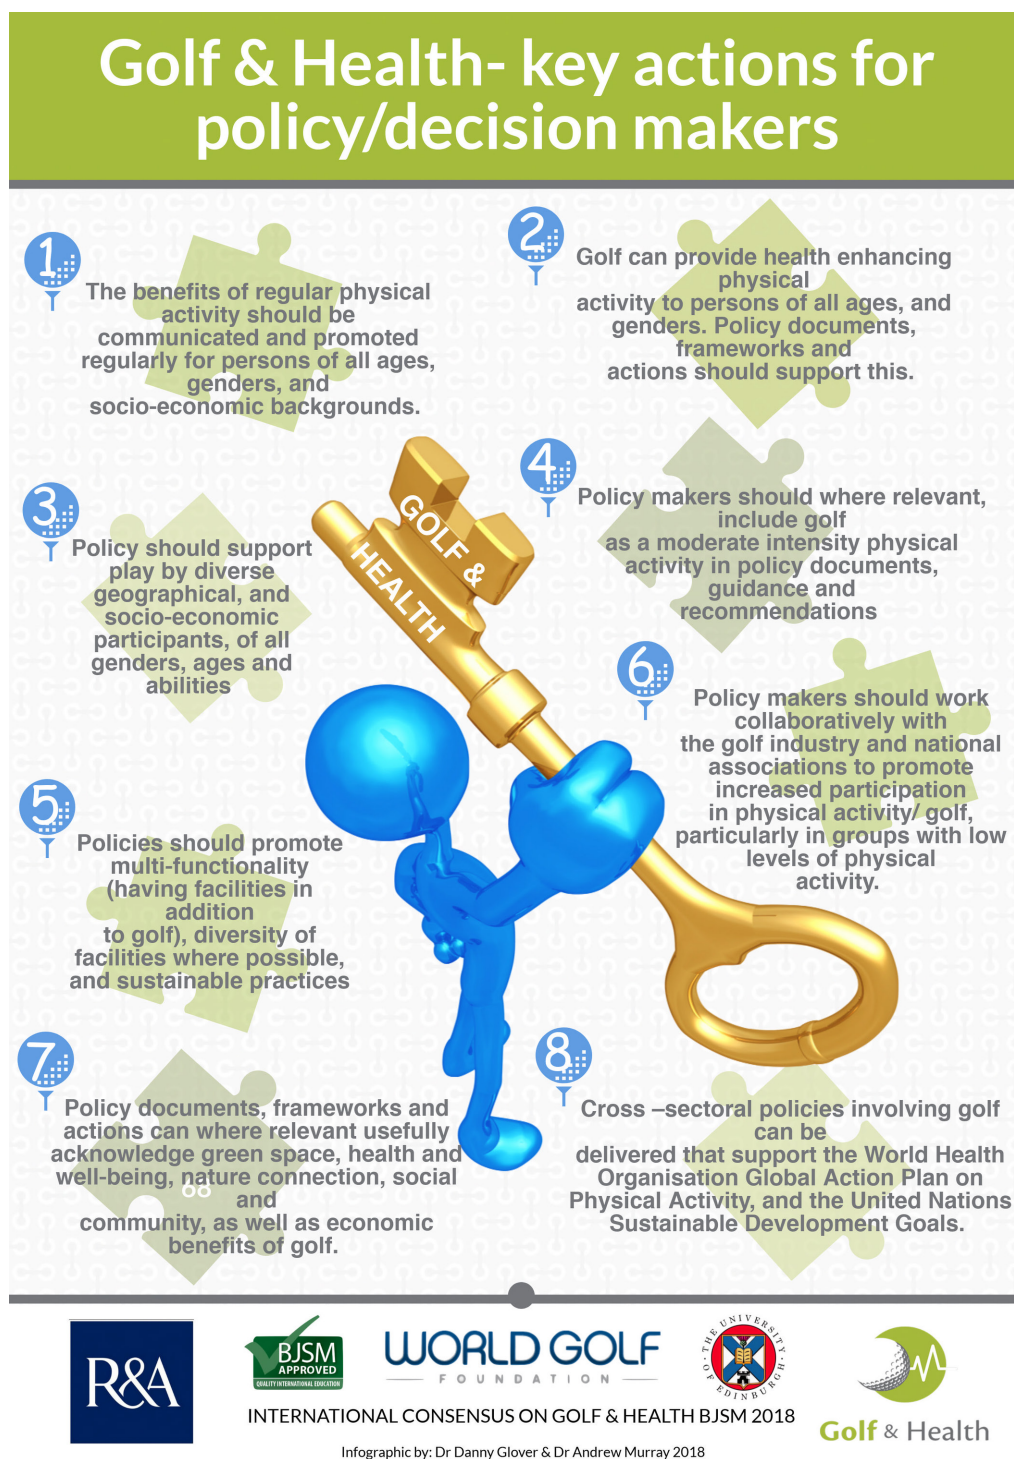 Golf & Health- key actions for
policy/decision makers
1
The benefits of regular physical
activity should be
communicated and promoted
regularly for persons of all ages,
genders, and
socio-economic backgrounds.
2
Golf can provide health enhancing
physical
activity to persons of all ages, and
genders. Policy documents,
frameworks and
actions should support this.
3
Policy should support
play by diverse
geographical, and
socio-economic
participants, of all
genders, ages and
abilities
4
Policy makers should where relevant,
include golf
as a moderate intensity physical
activity in policy documents,
guidance and
recommendations
GOLF &
HEALTH
5
Policies should promote
multi-functionality
(having facilities in
addition
to golf), diversity of
facilities where possible,
and sustainable practices
6
Policy makers should work
collaboratively with
the golf industry and national
associations to promote
increased participation
in physical activity/ golf,
particularly in groups with low
levels of physical
activity.
7
Policy documents, frameworks and
actions can where relevant usefully
acknowledge green space, health and
well-being, nature connection, social
and
community, as well as economic
benefits of golf.
68
8
Cross –sectoral policies involving golf
can be
delivered that support the World Health
Organisation Global Action Plan on
Physical Activity, and the United Nations
Sustainable Development Goals.
R&A
BJSM
APPROVED
QUALITY INTERNATIONAL EDUCATION
WORLD GOLF
FOUNDATION
THE UNIVERSITY
OF EDINBURGH
Golf & Health
INTERNATIONAL CONSENSUS ON GOLF & HEALTH BJSM 2018
Infographic by: Dr Danny Glover & Dr Andrew Murray 2018